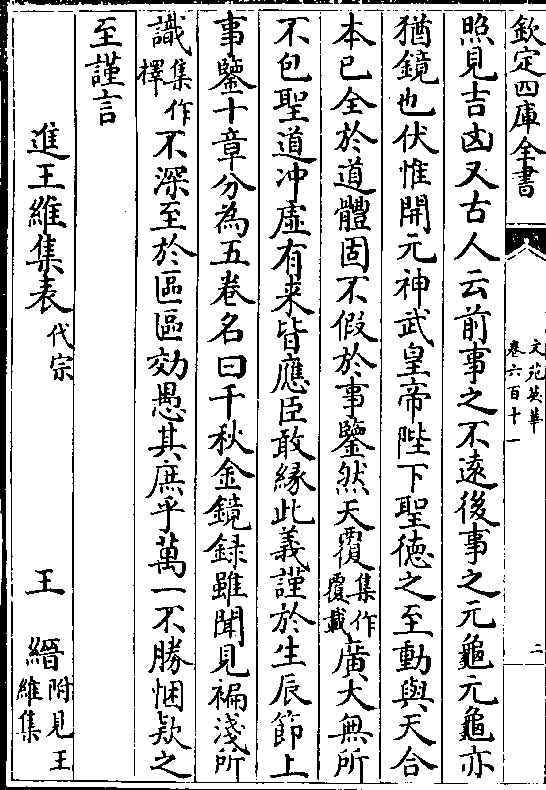 欽定四庫全書
文苑英華
卷六百十一
二
照見吉凶又古人云前事之不遠後事之元龜元龜亦
猶鏡也伏惟開元神武皇帝陛下聖徳之至動與天合
本已全於道體固不假於事鑒然天覆集作覆載廣大無所
不包聖道冲虛有来皆應臣敢緣此義謹於生辰節上
事鑒十章分為五卷名曰千秋金鏡録雖聞見褊淺所
識集作擇不深至於區區効愚其庶乎萬一不勝悃欵之
至謹言
進王維集表代宗 王縉附見王維集